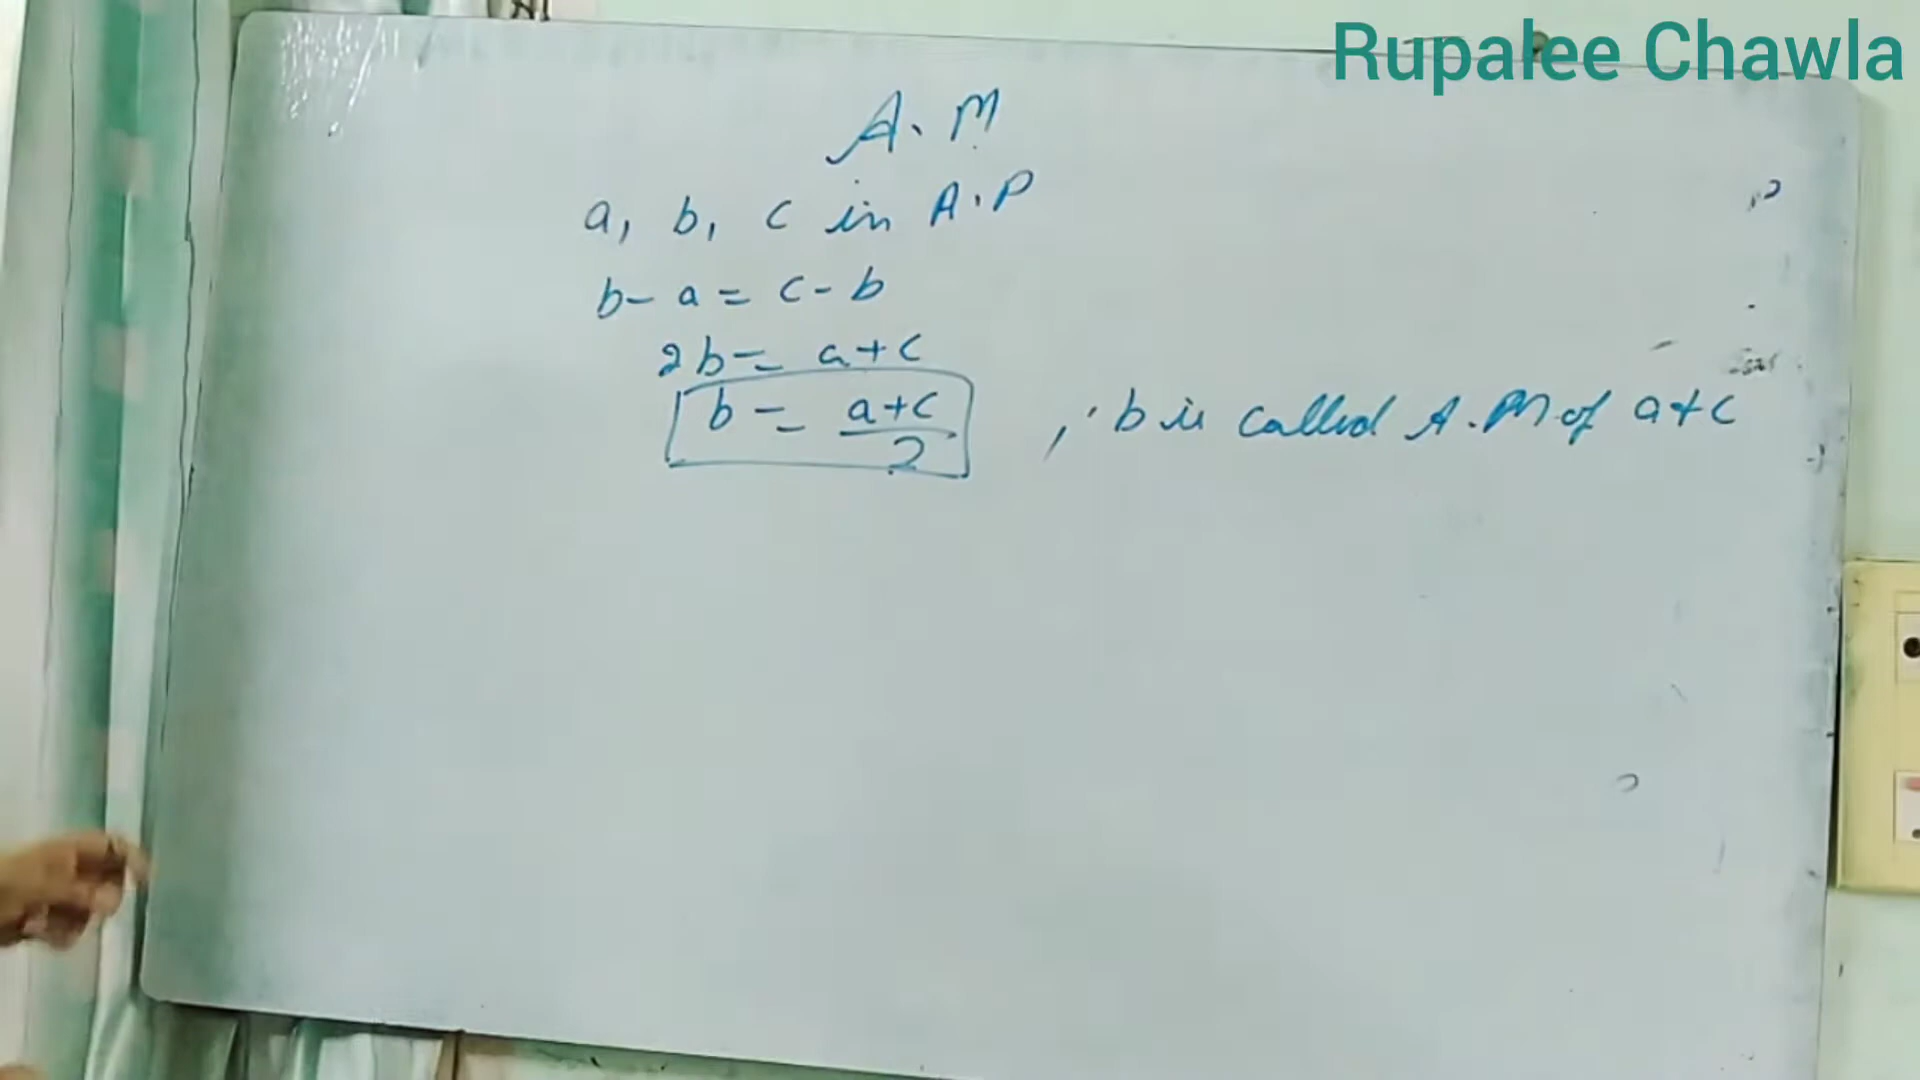 Rupalee Chawla
A.M
a, b, c in A.P
b - a = c - b
2b = a + c
b = a + c / 2 , b is called A.M of a + c